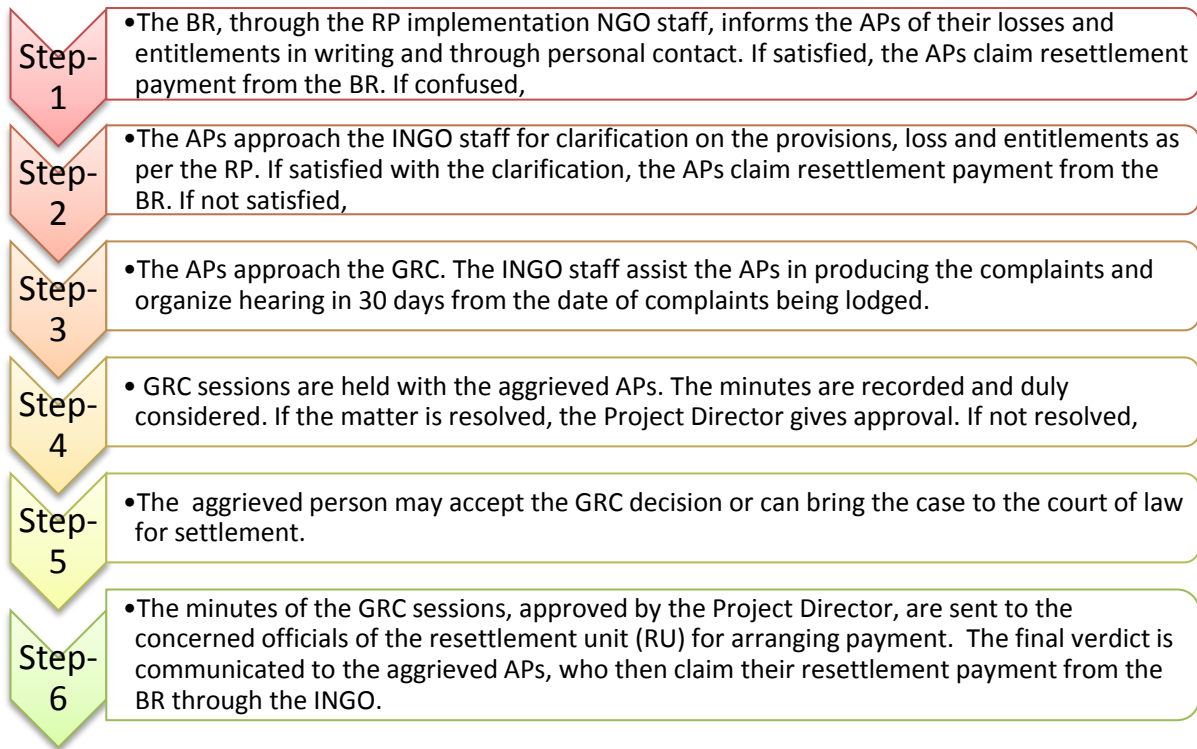 Step-
1
•The BR, through the RP implementation NGO staff, informs the APs of their losses and
entitlements in writing and through personal contact. If satisfied, the APs claim resettlement
payment from the BR. If confused,
Step-
2
•The APs approach the INGO staff for clarification on the provisions, loss and entitlements as
per the RP. If satisfied with the clarification, the APs claim resettlement payment from the
BR. If not satisfied,
Step-
3
•The APs approach the GRC. The INGO staff assist the APs in producing the complaints and
organize hearing in 30 days from the date of complaints being lodged.
Step-
4
• GRC sessions are held with the aggrieved APs. The minutes are recorded and duly
considered. If the matter is resolved, the Project Director gives approval. If not resolved,
Step-
5
•The  aggrieved person may accept the GRC decision or can bring the case to the court of law
for settlement.
Step-
6
•The minutes of the GRC sessions, approved by the Project Director, are sent to the
concerned officials of the resettlement unit (RU) for arranging payment.  The final verdict is
communicated to the aggrieved APs, who then claim their resettlement payment from the
BR through the INGO.